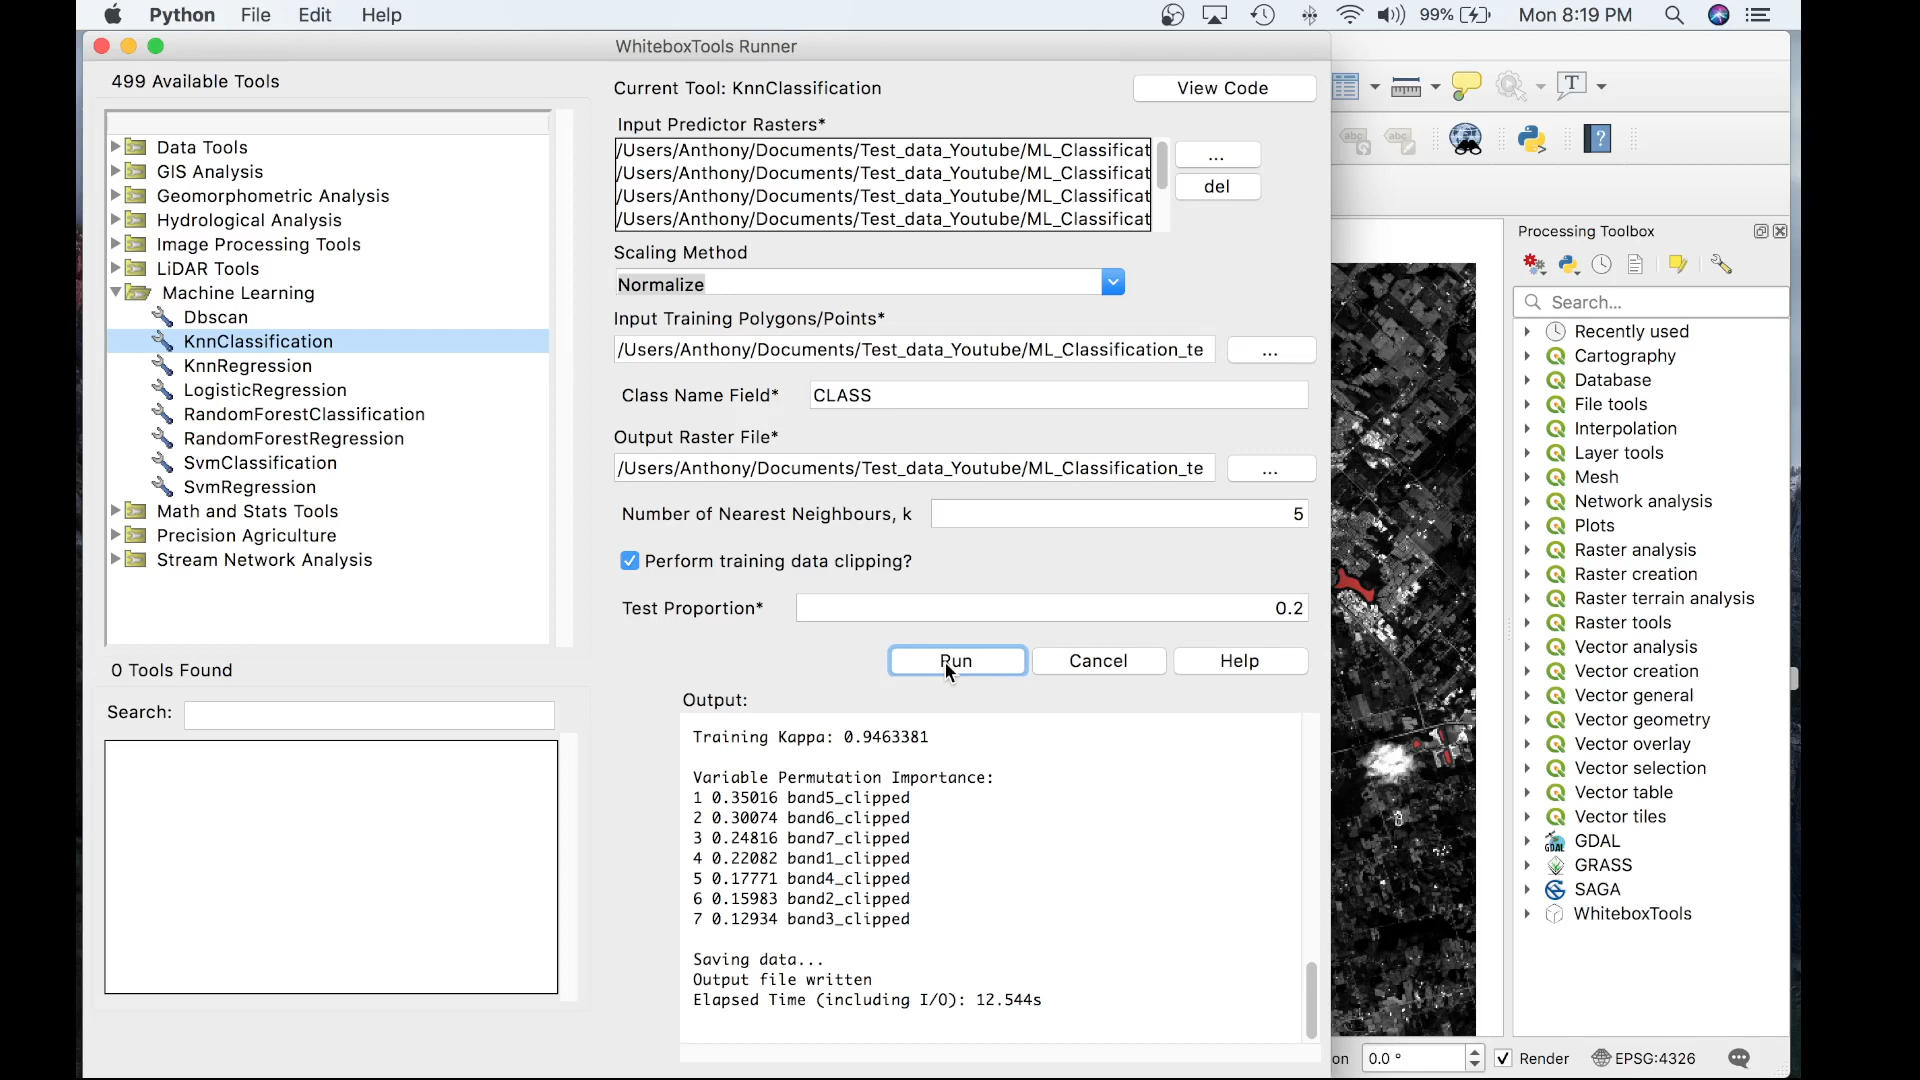 Python File Edit Help
99% Mon 8:19 PM
WhiteboxTools Runner
499 Available Tools
Data Tools
GIS Analysis
Geomorphometric Analysis
Hydrological Analysis
Image Processing Tools
LiDAR Tools
Machine Learning
Dbscan
KnnClassification
KnnRegression
LogisticRegression
RandomForestClassification
RandomForestRegression
SvmClassification
SvmRegression
Math and Stats Tools
Precision Agriculture
Stream Network Analysis
0 Tools Found
Search:
Current Tool: KnnClassification
View Code
Input Predictor Rasters*
/Users/Anthony/Documents/Test_data_Youtube/ML_Classificat
/Users/Anthony/Documents/Test_data_Youtube/ML_Classificat
/Users/Anthony/Documents/Test_data_Youtube/ML_Classificat
/Users/Anthony/Documents/Test_data_Youtube/ML_Classificat
...
del
Scaling Method
Normalize
Input Training Polygons/Points*
/Users/Anthony/Documents/Test_data_Youtube/ML_Classification_te
...
Class Name Field* CLASS
Output Raster File*
/Users/Anthony/Documents/Test_data_Youtube/ML_Classification_te
...
Number of Nearest Neighbours, k 5
Perform training data clipping?
Test Proportion* 0.2
Run Cancel Help
Output:
Training Kappa: 0.9463381
Variable Permutation Importance:
1 0.35016 band5_clipped
2 0.30074 band6_clipped
3 0.24816 band7_clipped
4 0.22082 band1_clipped
5 0.17771 band4_clipped
6 0.15983 band2_clipped
7 0.12934 band3_clipped
Saving data...
Output file written
Elapsed Time (including I/O): 12.544s
T
abc abc
?
Processing Toolbox
Search...
Recently used
Cartography
Database
File tools
Interpolation
Layer tools
Mesh
Network analysis
Plots
Raster analysis
Raster creation
Raster terrain analysis
Raster tools
Vector analysis
Vector creation
Vector general
Vector geometry
Vector overlay
Vector selection
Vector table
Vector tiles
GDAL
GRASS
SAGA
WhiteboxTools
on 0.0 ° Render EPSG:4326